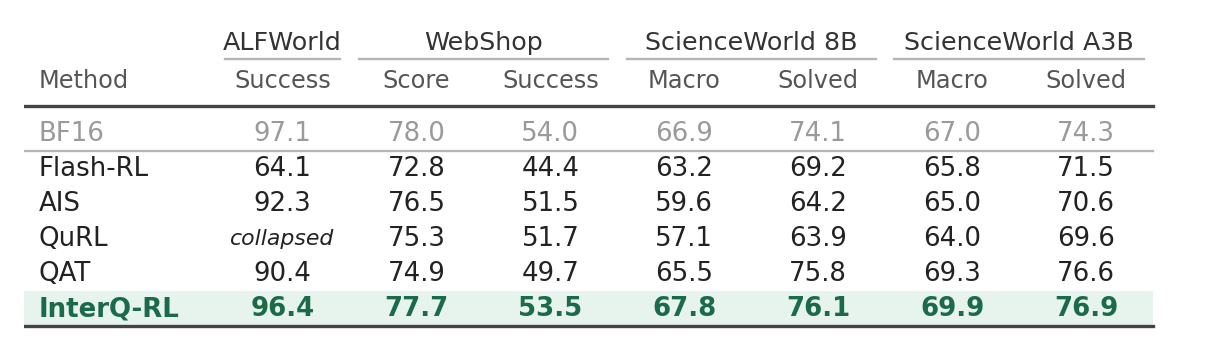 ALFWorld WebShop ScienceWorld 8B ScienceWorld A3B
Method Success Score Success Macro Solved Macro Solved
BF16 97.1 78.0 54.0 66.9 74.1 67.0 74.3
Flash-RL 64.1 72.8 44.4 63.2 69.2 65.8 71.5
AIS 92.3 76.5 51.5 59.6 64.2 65.0 70.6
QuRL collapsed 75.3 51.7 57.1 63.9 64.0 69.6
QAT 90.4 74.9 49.7 65.5 75.8 69.3 76.6
InterQ-RL 96.4 77.7 53.5 67.8 76.1 69.9 76.9